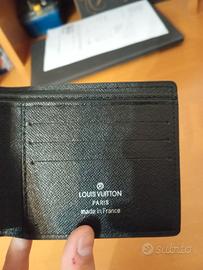 LOUIS VUITTON
PARIS
made in France
subito